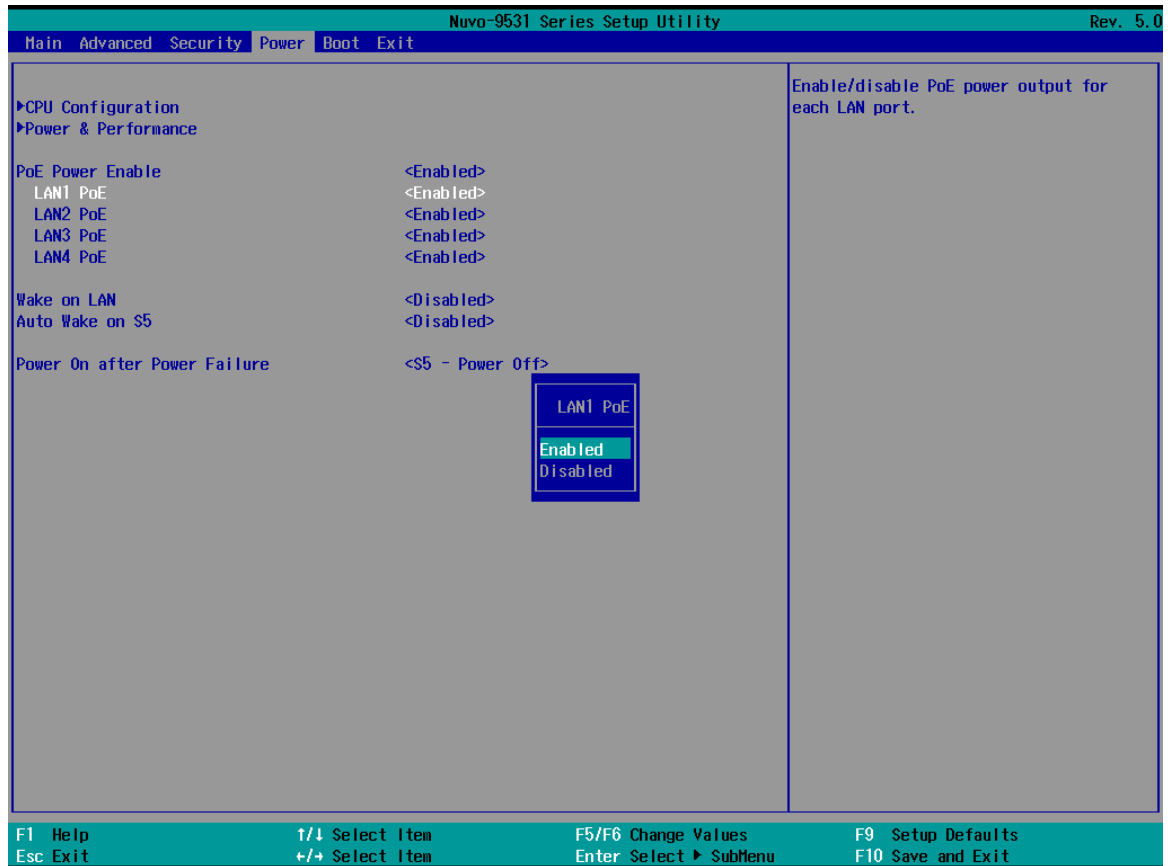 Nuvo-9531 Series Setup Utility Rev. 5.0
Main Advanced Security Power Boot Exit
Enable/disable PoE power output for
each LAN port.
▶CPU Configuration
▶Power & Performance
PoE Power Enable <Enabled>
LAN1 PoE <Enabled>
LAN2 PoE <Enabled>
LAN3 PoE <Enabled>
LAN4 PoE <Enabled>
Wake on LAN <Disabled>
Auto Wake on S5 <Disabled>
Power On after Power Failure <S5 - Power Off>
LAN1 PoE
Enabled
Disabled
F1 Help ↑/↓ Select Item F5/F6 Change Values F9 Setup Defaults
Esc Exit ←/→ Select Item Enter Select ▶ SubMenu F10 Save and Exit